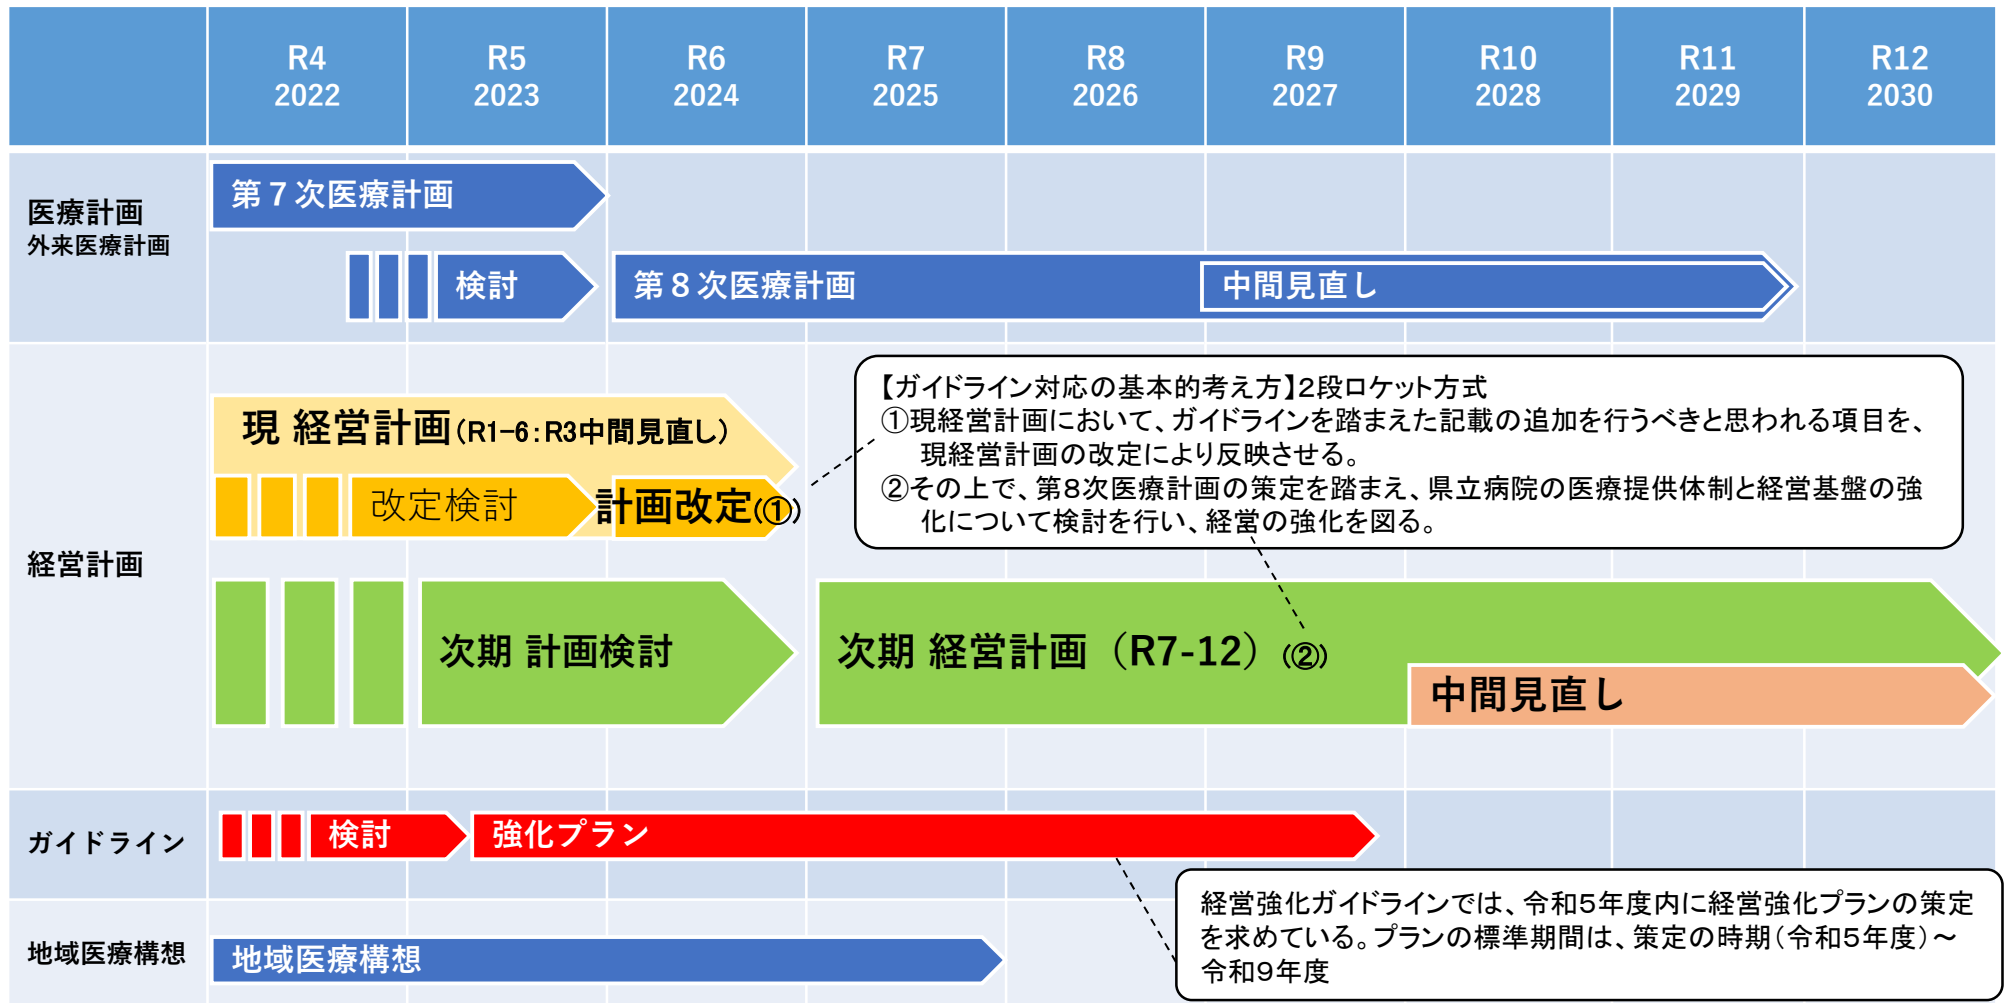 R4
2022
R5
2023
R6
2024
R7
2025
R8
2026
R9
2027
R10
2028
R11
2029
R12
2030
医療計画
外来医療計画
第７次医療計画
検討
第８次医療計画
中間見直し
経営計画
現 経営計画(R1-6:R3中間見直し)
改定検討
計画改定(①)
【ガイドライン対応の基本的考え方】2段ロケット方式
①現経営計画において、ガイドラインを踏まえた記載の追加を行うべきと思われる項目を、
現経営計画の改定により反映させる。
②その上で、第8次医療計画の策定を踏まえ、県立病院の医療提供体制と経営基盤の強
化について検討を行い、経営の強化を図る。
次期 計画検討
次期 経営計画（R7-12）(②)
中間見直し
ガイドライン
検討
強化プラン
経営強化ガイドラインでは、令和5年度内に経営強化プランの策定
を求めている。プランの標準期間は、策定の時期(令和5年度)～
令和9年度
地域医療構想
地域医療構想